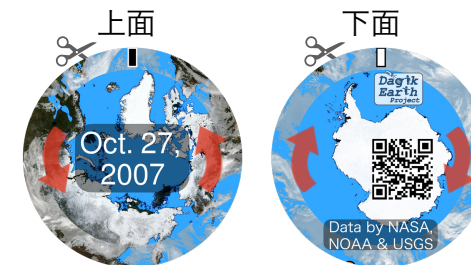 上面
下面
Oct. 27,
2007
Dagik
Earth
Project
Data by NASA,
NOAA & USGS